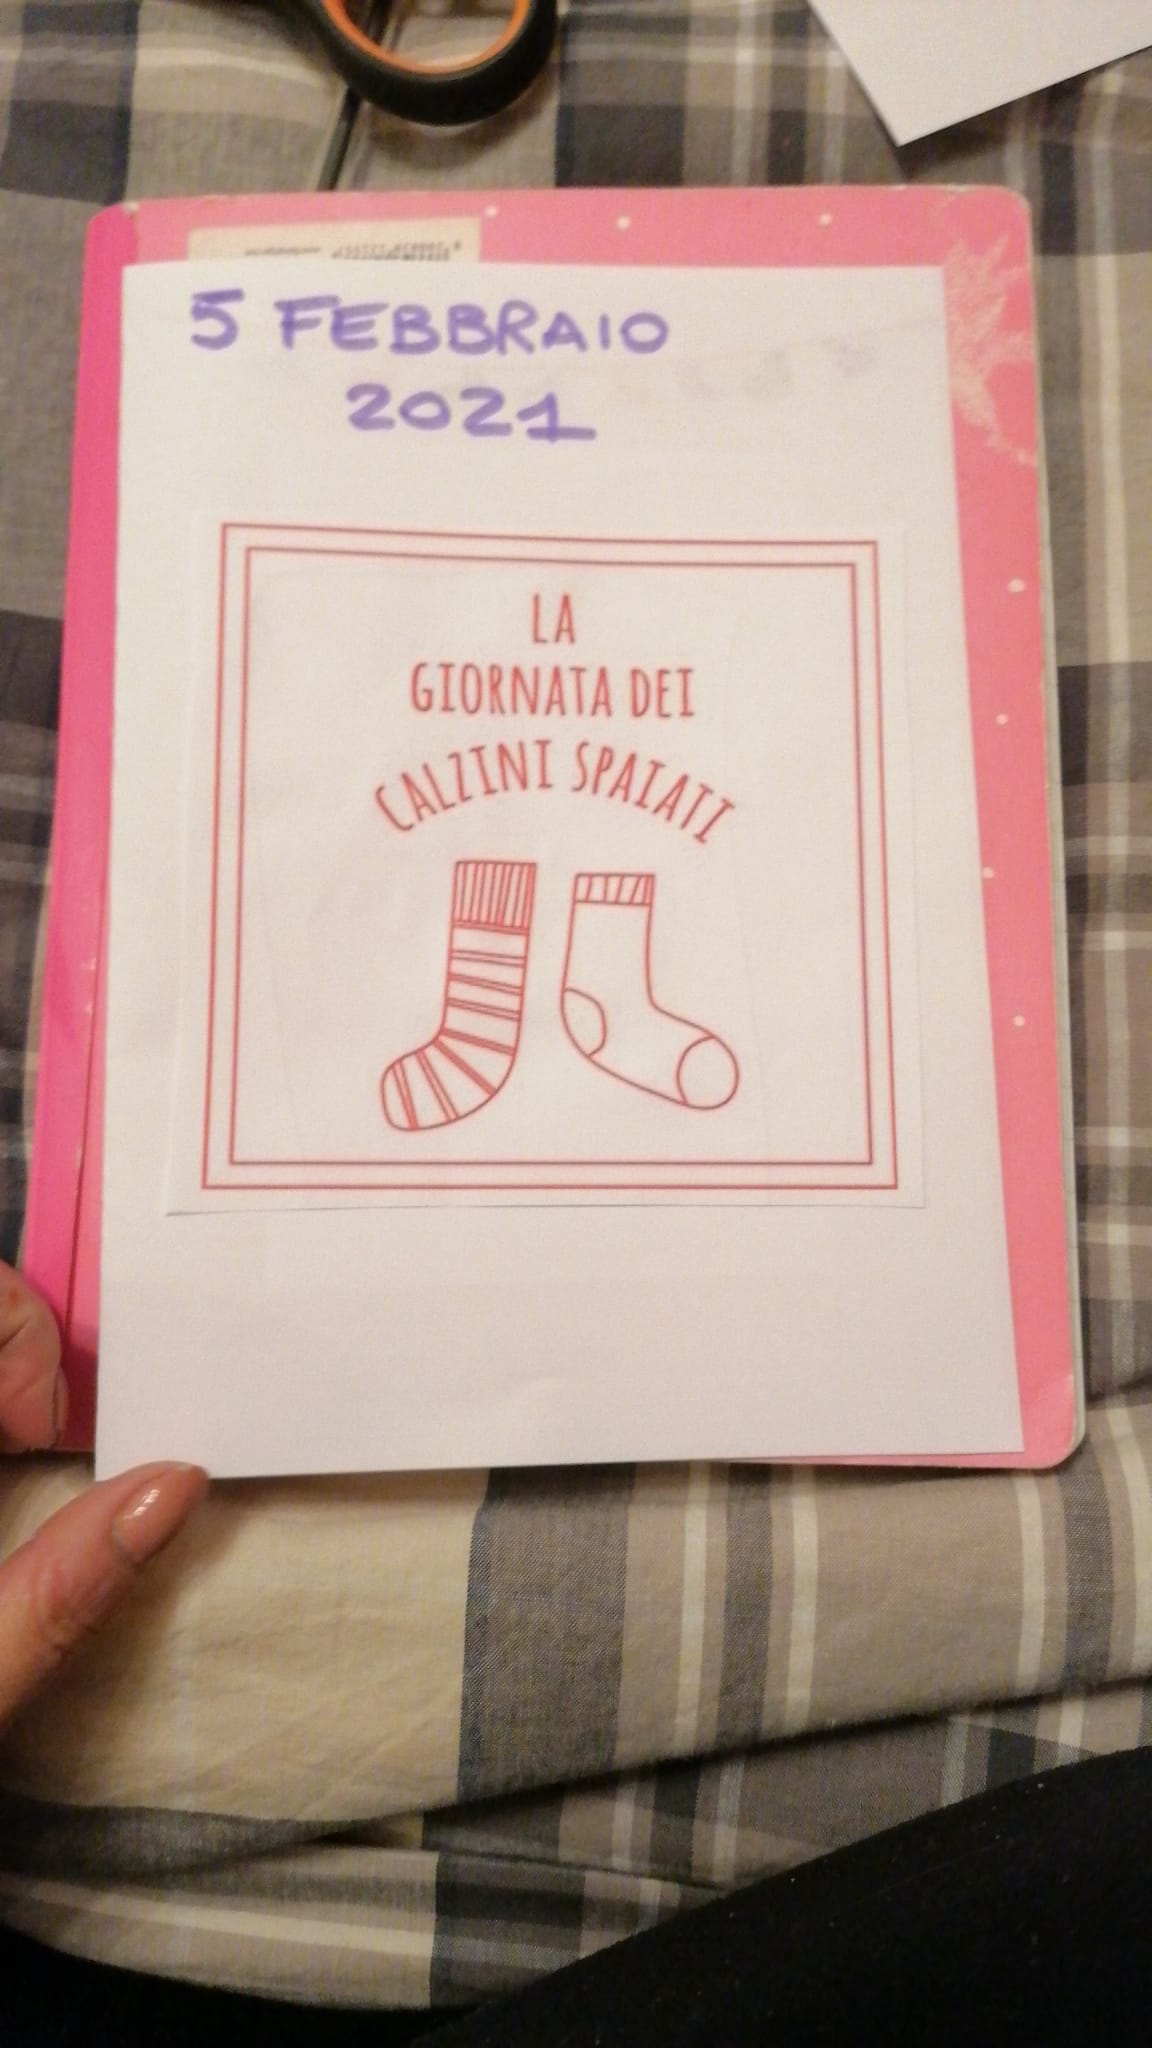 5 FEBBRAIO
2021
LA
GIORNATA DEI
CALZINI SPAIATI